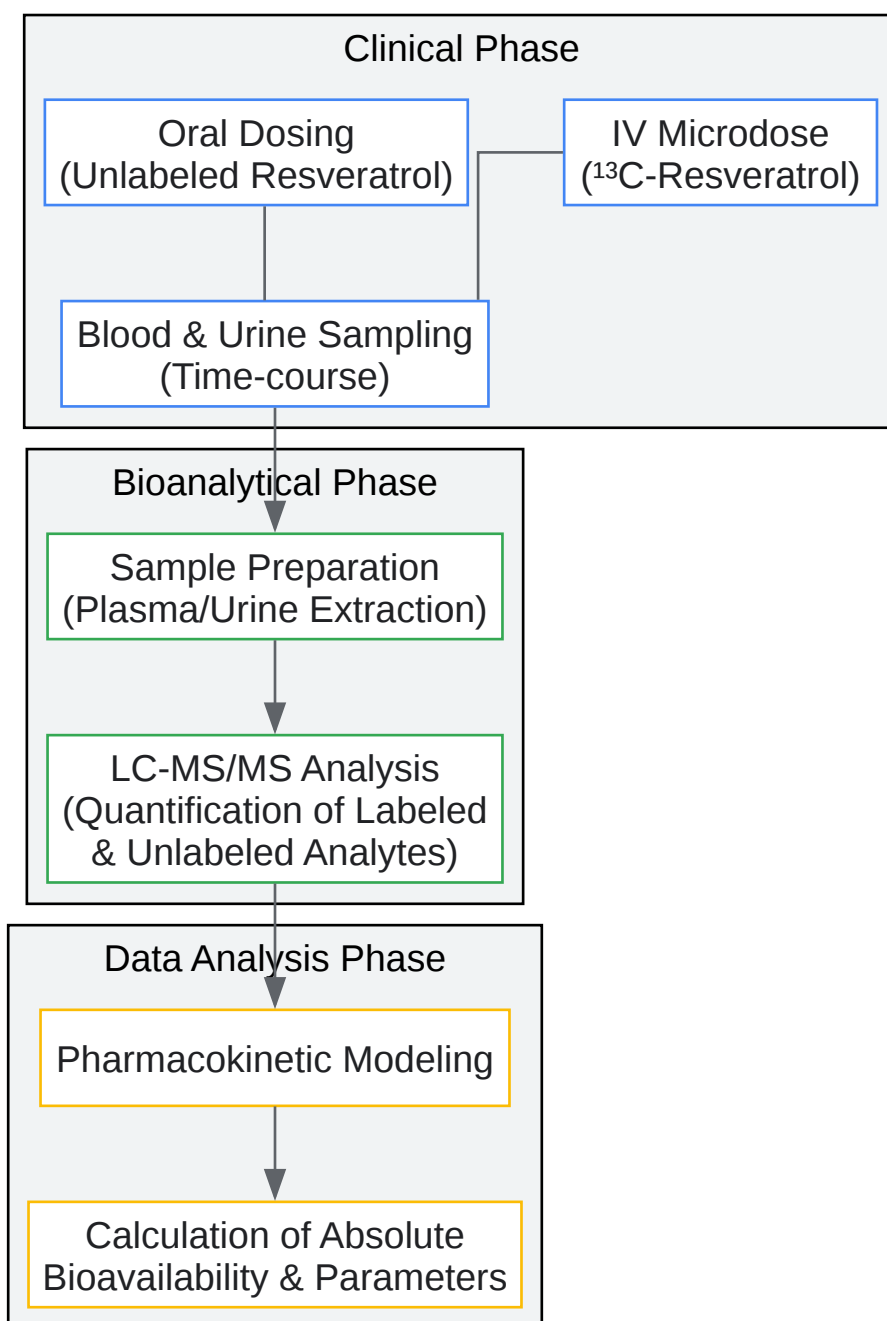 Clinical Phase
Oral Dosing
(Unlabeled Resveratrol)
IV Microdose
(¹³C-Resveratrol)
Blood & Urine Sampling
(Time-course)
Bioanalytical Phase
Sample Preparation
(Plasma/Urine Extraction)
LC-MS/MS Analysis
(Quantification of Labeled
& Unlabeled Analytes)
Data Analysis Phase
Pharmacokinetic Modeling
Calculation of Absolute
Bioavailability & Parameters